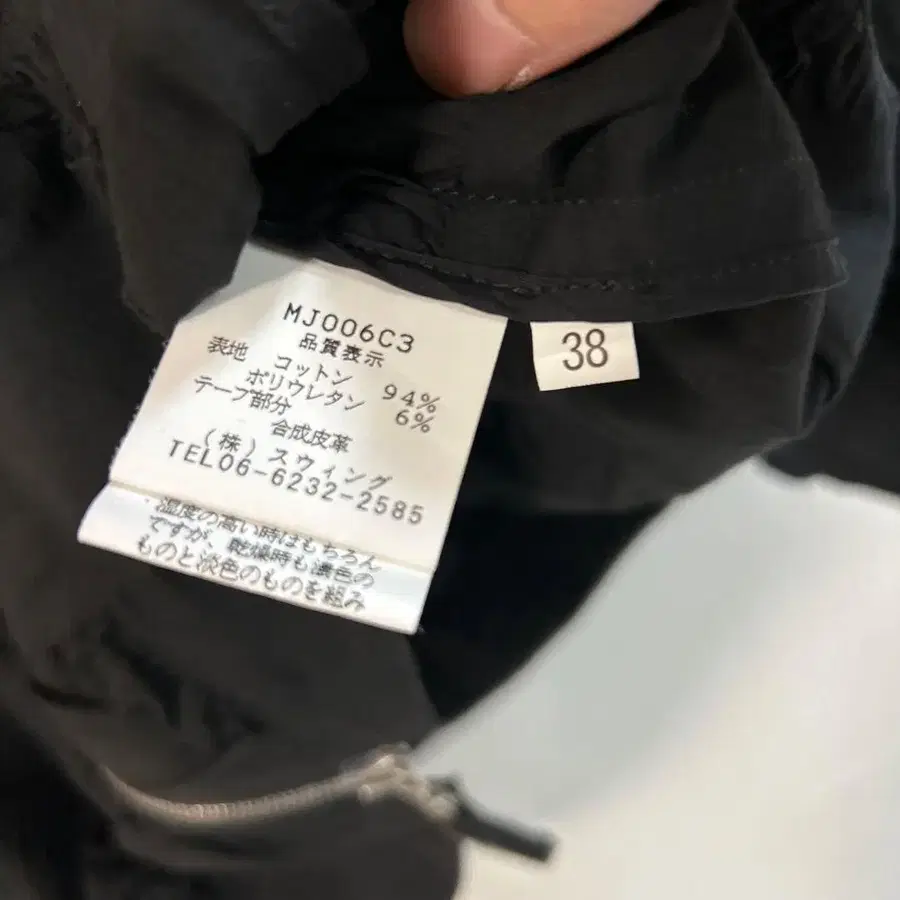 MJ006C3
品質表示
表地 コットン 94%
ポリウレタン 6%
テープ部分
合成皮革
(株)スウィング
TEL06-6232-2585
湿度の高い時はもちろん
ですが、乾燥時も濃色の
ものと淡色のものを組み
38